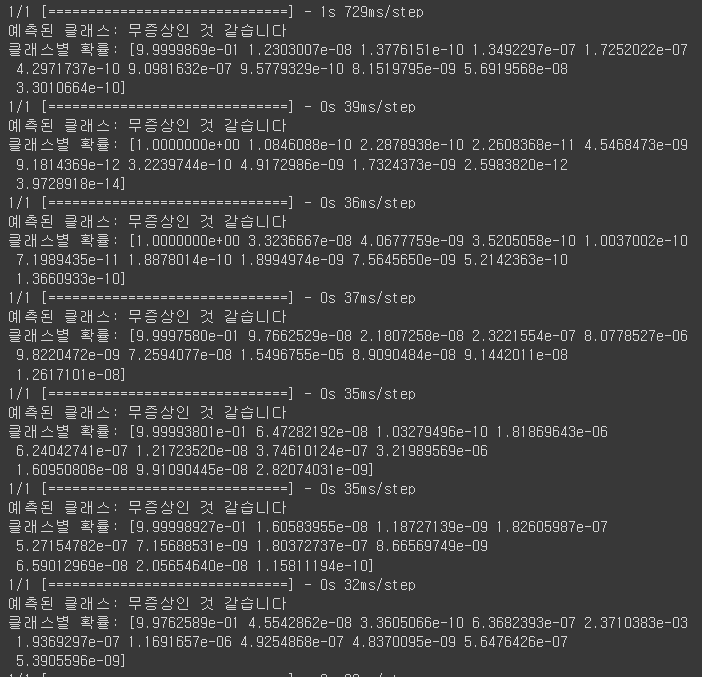 1/1 [==============================] - 1s 729ms/step
예측된 클래스: 무증상인 것 같습니다
클래스별 확률: [9.9999869e-01 1.2303007e-08 1.3776151e-10 1.3492297e-07 1.7252022e-07
4.2971737e-10 9.0981632e-07 9.5779329e-10 8.1519795e-09 5.6919568e-08
3.3010664e-10]
1/1 [==============================] - 0s 39ms/step
예측된 클래스: 무증상인 것 같습니다
클래스별 확률: [1.0000000e+00 1.0846088e-10 2.2878938e-10 2.2608368e-11 4.5468473e-09
9.1814369e-12 3.2239744e-10 4.9172986e-09 1.7324373e-09 2.5983820e-12
3.9728918e-14]
1/1 [==============================] - 0s 36ms/step
예측된 클래스: 무증상인 것 같습니다
클래스별 확률: [1.0000000e+00 3.3236667e-08 4.0677759e-09 3.5205058e-10 1.0037002e-10
7.1989435e-11 1.8878014e-10 1.8994974e-09 7.5645650e-09 5.2142363e-10
1.3660933e-10]
1/1 [==============================] - 0s 37ms/step
예측된 클래스: 무증상인 것 같습니다
클래스별 확률: [9.9997580e-01 9.7662529e-08 2.1807258e-08 2.3221554e-07 8.0778527e-06
9.8220472e-09 7.2594077e-08 1.5496755e-05 8.9090484e-08 9.1442011e-08
1.2617101e-08]
1/1 [==============================] - 0s 35ms/step
예측된 클래스: 무증상인 것 같습니다
클래스별 확률: [9.99993801e-01 6.47282192e-08 1.03279496e-10 1.81869643e-06
6.24042741e-07 1.21723520e-08 3.74610124e-07 3.21989569e-06
1.60950808e-08 9.91090445e-08 2.82074031e-09]
1/1 [==============================] - 0s 35ms/step
예측된 클래스: 무증상인 것 같습니다
클래스별 확률: [9.99998927e-01 1.60583955e-08 1.18727139e-09 1.82605987e-07
5.27154782e-07 7.15688531e-09 1.80372737e-07 8.66569749e-09
6.59012969e-08 2.05654640e-08 1.15811194e-10]
1/1 [==============================] - 0s 32ms/step
예측된 클래스: 무증상인 것 같습니다
클래스별 확률: [9.9762589e-01 4.5542862e-08 3.3605066e-10 6.3682393e-07 2.3710383e-03
1.9369297e-07 1.1691657e-06 4.9254868e-07 4.8370095e-09 5.6476426e-07
5.3905596e-09]